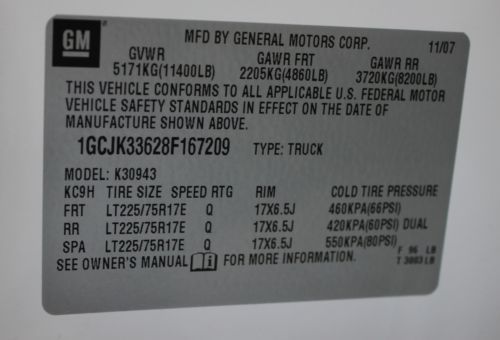 GM
MFD BY GENERAL MOTORS CORP. 11/07
GVWR GAWR FRT GAWR RR
5171KG(11400LB) 2205KG(4860LB) 3720KG(8200LB)
THIS VEHICLE CONFORMS TO ALL APPLICABLE U.S. FEDERAL MOTOR
VEHICLE SAFETY STANDARDS IN EFFECT ON THE DATE OF
MANUFACTURE SHOWN ABOVE.
1GCJK33628F167209 TYPE: TRUCK
MODEL: K30943
KC9H TIRE SIZE SPEED RTG RIM COLD TIRE PRESSURE
FRT LT225/75R17E Q 17X6.5J 460KPA(66PSI)
RR LT225/75R17E Q 17X6.5J 420KPA(60PSI) DUAL
SPA LT225/75R17E Q 17X6.5J 550KPA(80PSI)
SEE OWNER'S MANUAL FOR MORE INFORMATION.
F 96 LB
T 3003 LB